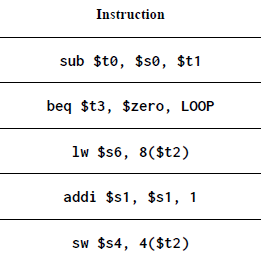 Instruction
sub $t0, $s0, $t1
beq $t3, $zero, LOOP
lw $s6, 8($t2)
addi $s1, $s1, 1
sw $s4, 4($t2)